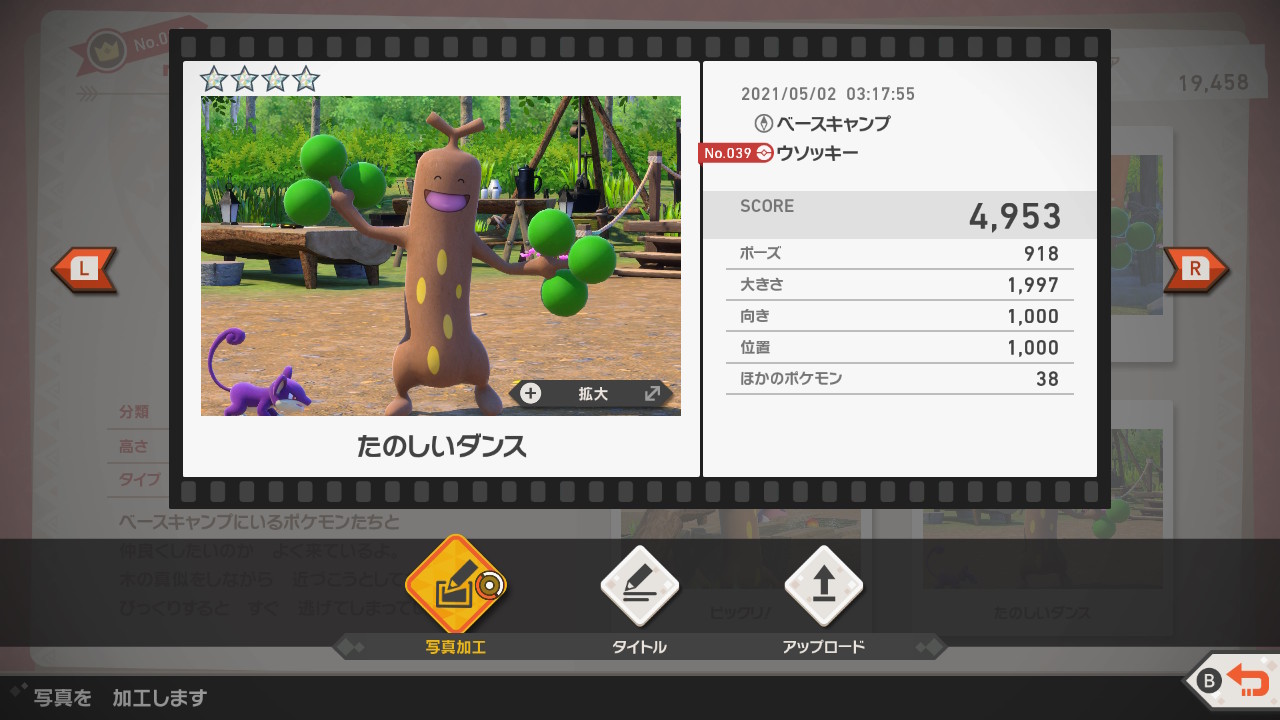 No.0
19,458
2021/05/02 03:17:55
ベースキャンプ
No.039 ウソッキー
SCORE 4,953
ポーズ 918
大きさ 1,997
向き 1,000
位置 1,000
ほかのポケモン 38
L
R
拡大
たのしいダンス
分類
高さ
タイプ
ベースキャンプにいるポケモンたちと
仲良くしたいのか よく来ているよ。
木の真似をしながら 近づこうとして
びっくりすると すぐ 逃げてしまって
ビックリ!
たのしいダンス
写真加工
タイトル
アップロード
B
写真を 加工します